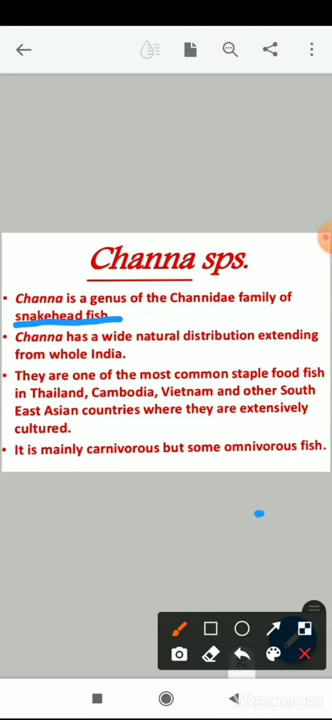 Channa sps.
• Channa is a genus of the Channidae family of
snakehead fish.
• Channa has a wide natural distribution extending
from whole India.
• They are one of the most common staple food fish
in Thailand, Cambodia, Vietnam and other South
East Asian countries where they are extensively
cultured.
• It is mainly carnivorous but some omnivorous fish.
Recorder